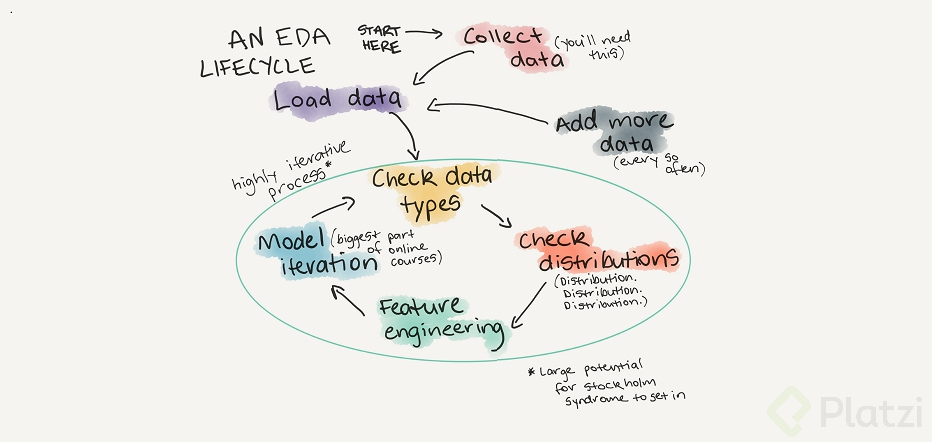 AN EDA
LIFECYCLE
START
HERE
Collect
data
(you'll need
this)
Load data
Add more
data
(every so
often)
highly iterative
process*
Check data
types
Model
iteration
(biggest part
of online
courses)
Check
distributions
(Distribution.
Distribution.
Distribution.)
Feature
engineering
* Large potential
for stockholm
syndrome to set in
Platzi